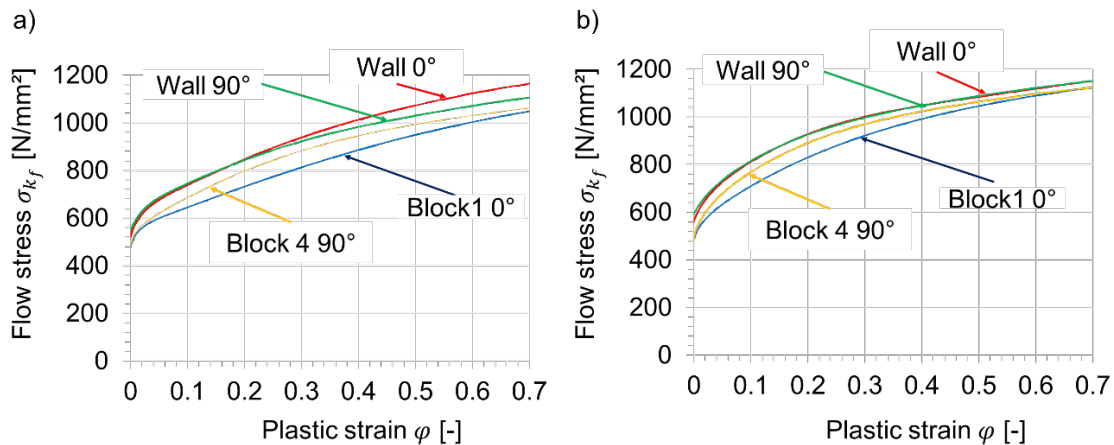 a)
Flow stress σkf [N/mm²]
1200
1000
800
600
400
200
0
Wall 0°
Wall 90°
Block1 0°
Block 4 90°
0 0.1 0.2 0.3 0.4 0.5 0.6 0.7
Plastic strain φ [-]
b)
Flow stress σkf [N/mm²]
1200
1000
800
600
400
200
0
Wall 0°
Wall 90°
Block1 0°
Block 4 90°
0 0.1 0.2 0.3 0.4 0.5 0.6 0.7
Plastic strain φ [-]